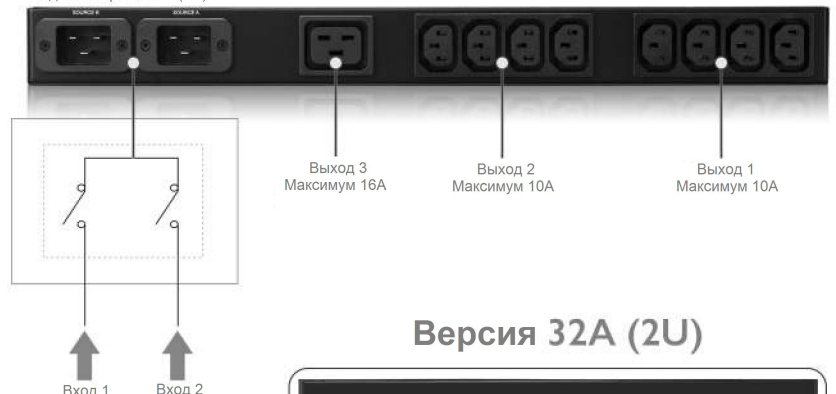 SOURCE B
SOURCE A
Выход 3
Максимум 16А
Выход 2
Максимум 10А
Выход 1
Максимум 10А
Версия 32А (2U)
Вход 1
Вход 2